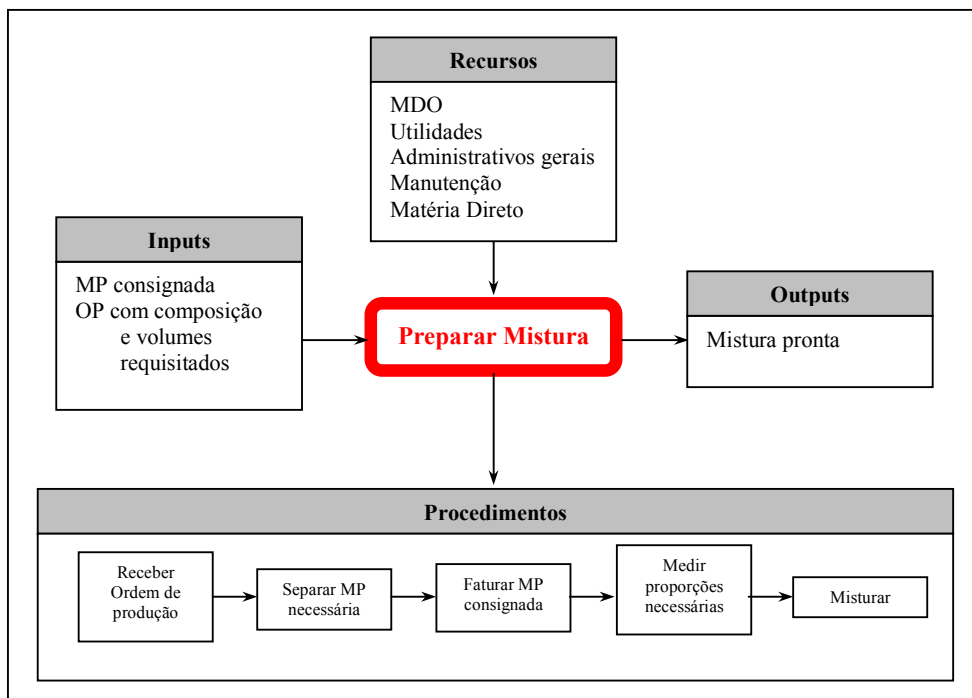 Recursos
MDO
Utilidades
Administrativos gerais
Manutenção
Matéria Direto
Inputs
MP consignada
OP com composição
e volumes
requisitados
Preparar Mistura
Outputs
Mistura pronta
Procedimentos
Receber
Ordem de
produção
Separar MP
necessária
Faturar MP
consignada
Medir
proporções
necessárias
Misturar